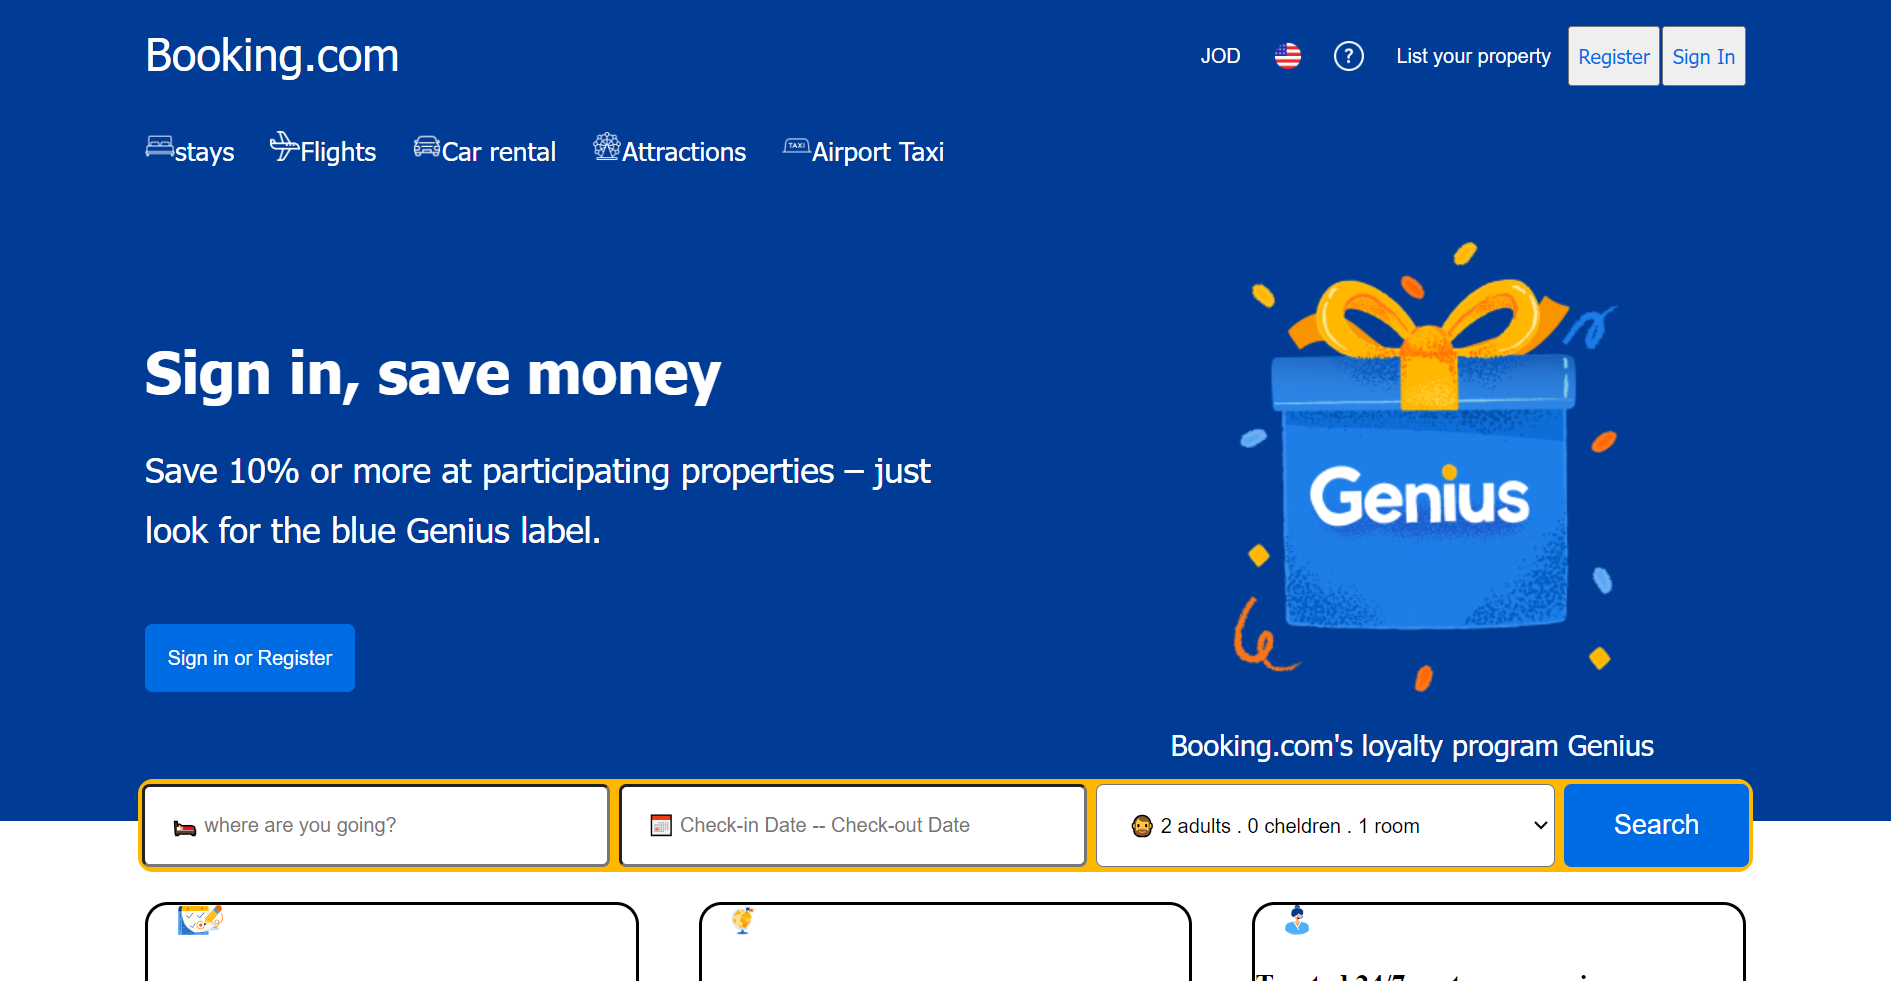 Booking.com
JOD
?
List your property
Register
Sign In
stays
Flights
Car rental
TAXI
Airport Taxi
Attractions
Sign in, save money
Save 10% or more at participating properties – just
look for the blue Genius label.
Sign in or Register
Genius
Booking.com's loyalty program Genius
where are you going?
Check-in Date -- Check-out Date
2 adults . 0 cheldren . 1 room
Search